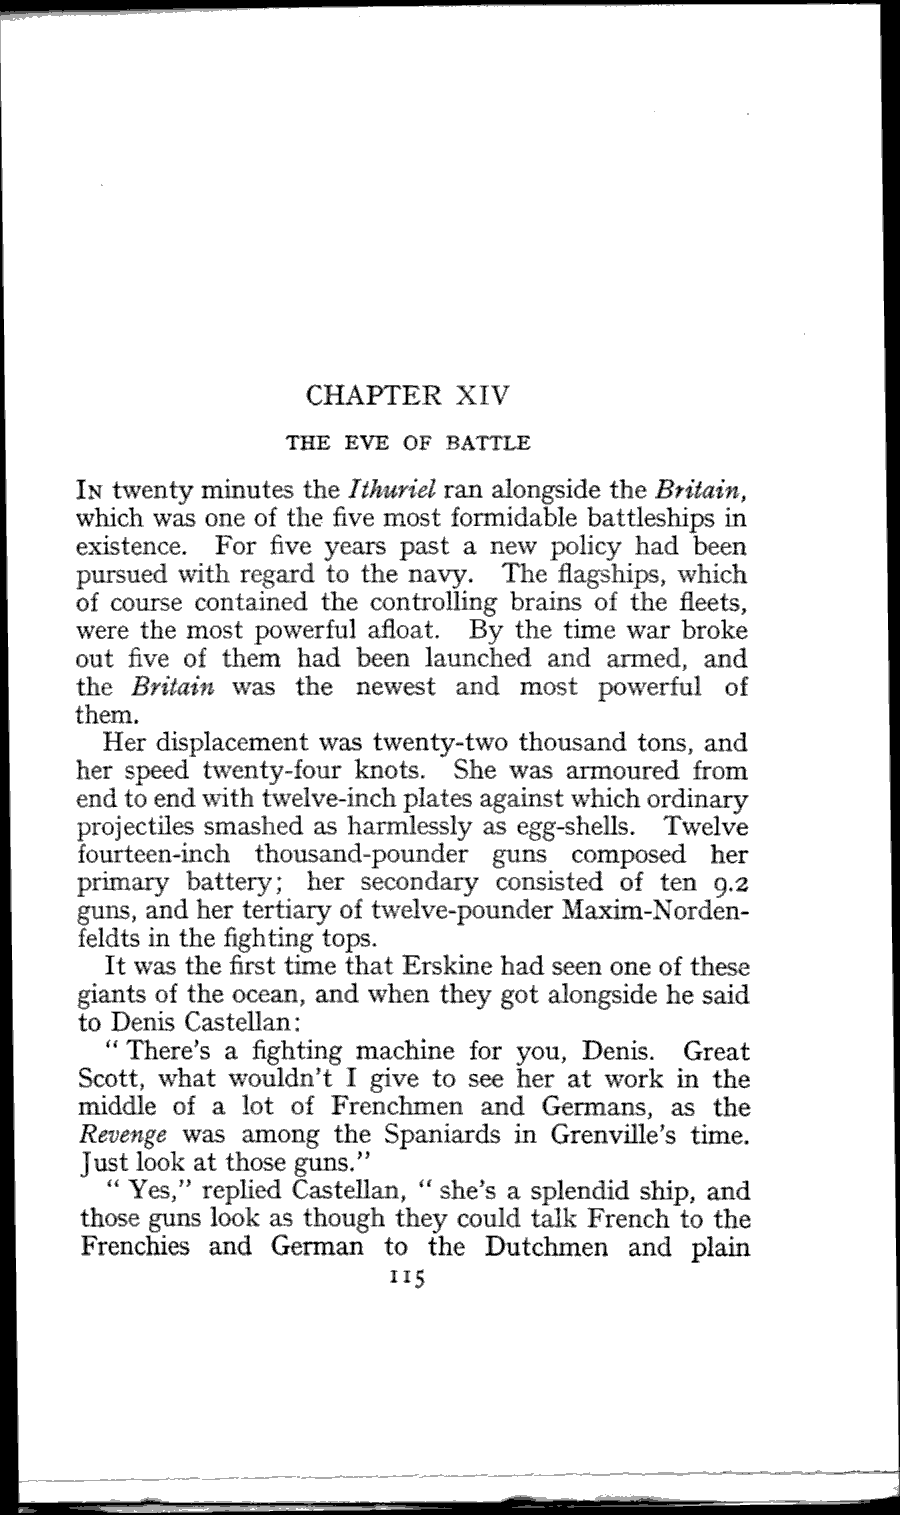 CHAPTER XIV
THE EVE OF BATTLE
IN twenty minutes the Ithuriel ran alongside the Britain,
which was one of the five most formidable battleships in
existence. For five years past a new policy had been
pursued with regard to the navy. The flagships, which
of course contained the controlling brains of the fleets,
were the most powerful afloat. By the time war broke
out five of them had been launched and armed, and
the Britain was the newest and most powerful of
them.
Her displacement was twenty-two thousand tons, and
her speed twenty-four knots. She was armoured from
end to end with twelve-inch plates against which ordinary
projectiles smashed as harmlessly as egg-shells. Twelve
fourteen-inch thousand-pounder guns composed her
primary battery; her secondary consisted of ten 9.2
guns, and her tertiary of twelve-pounder Maxim-Norden-
feldts in the fighting tops.
It was the first time that Erskine had seen one of these
giants of the ocean, and when they got alongside he said
to Denis Castellan:
" There's a fighting machine for you, Denis. Great
Scott, what wouldn't I give to see her at work in the
middle of a lot of Frenchmen and Germans, as the
Revenge was among the Spaniards in Grenville's time.
Just look at those guns."
" Yes," replied Castellan, " she's a splendid ship, and
those guns look as though they could talk French to the
Frenchies and German to the Dutchmen and plain
115